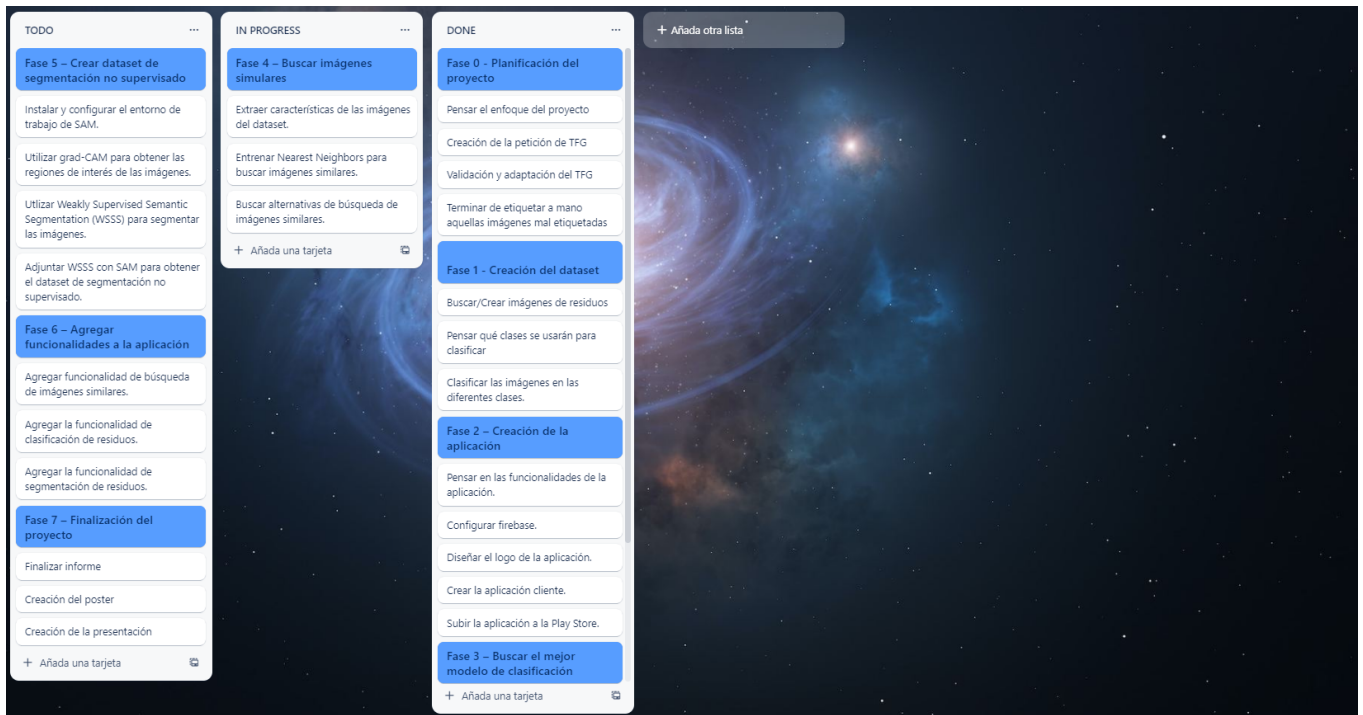 TODO
Fase 5 – Crear dataset de
segmentación no supervisado
Instalar y configurar el entorno de
trabajo de SAM.
Utilizar grad-CAM para obtener las
regiones de interés de las imágenes.
Utlizar Weakly Supervised Semantic
Segmentation (WSSS) para segmentar
las imágenes.
Adjuntar WSSS con SAM para obtener
el dataset de segmentación no
supervisado.
Fase 6 – Agregar
funcionalidades a la aplicación
Agregar funcionalidad de búsqueda
de imágenes similares.
Agregar la funcionalidad de
clasificación de residuos.
Agregar la funcionalidad de
segmentación de residuos.
Fase 7 – Finalización del
proyecto
Finalizar informe
Creación del poster
Creación de la presentación
+ Añada una tarjeta
IN PROGRESS
Fase 4 – Buscar imágenes
simulares
Extraer características de las imágenes
del dataset.
Entrenar Nearest Neighbors para
buscar imágenes similares.
Buscar alternativas de búsqueda de
imágenes similares.
+ Añada una tarjeta
DONE
Fase 0 - Planificación del
proyecto
Pensar el enfoque del proyecto
Creación de la petición de TFG
Validación y adaptación del TFG
Terminar de etiquetar a mano
aquellas imágenes mal etiquetadas
Fase 1 - Creación del dataset
Buscar/Crear imágenes de residuos
Pensar qué clases se usarán para
clasificar
Clasificar las imágenes en las
diferentes clases.
Fase 2 – Creación de la
aplicación
Pensar en las funcionalidades de la
aplicación.
Configurar firebase.
Diseñar el logo de la aplicación.
Crear la aplicación cliente.
Subir la aplicación a la Play Store.
Fase 3 – Buscar el mejor
modelo de clasificación
+ Añada una tarjeta
+ Añada otra lista